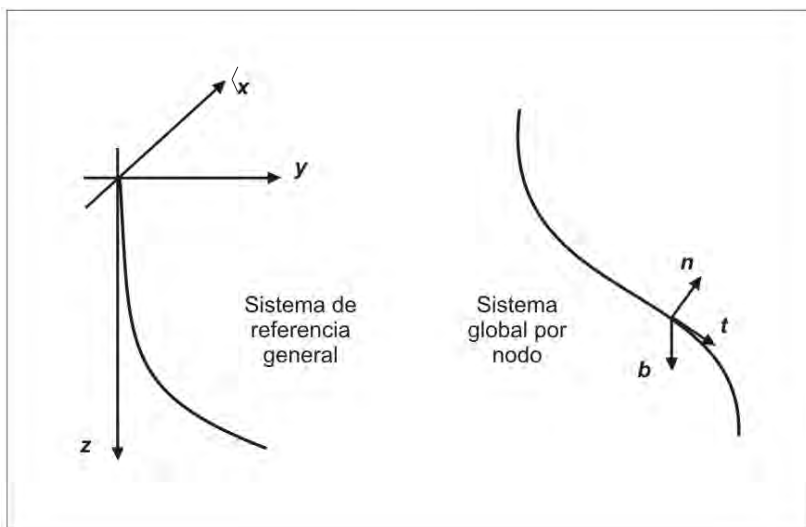 x
y
Sistema de
referencia
general
z
Sistema
global por
nodo
n
t
b